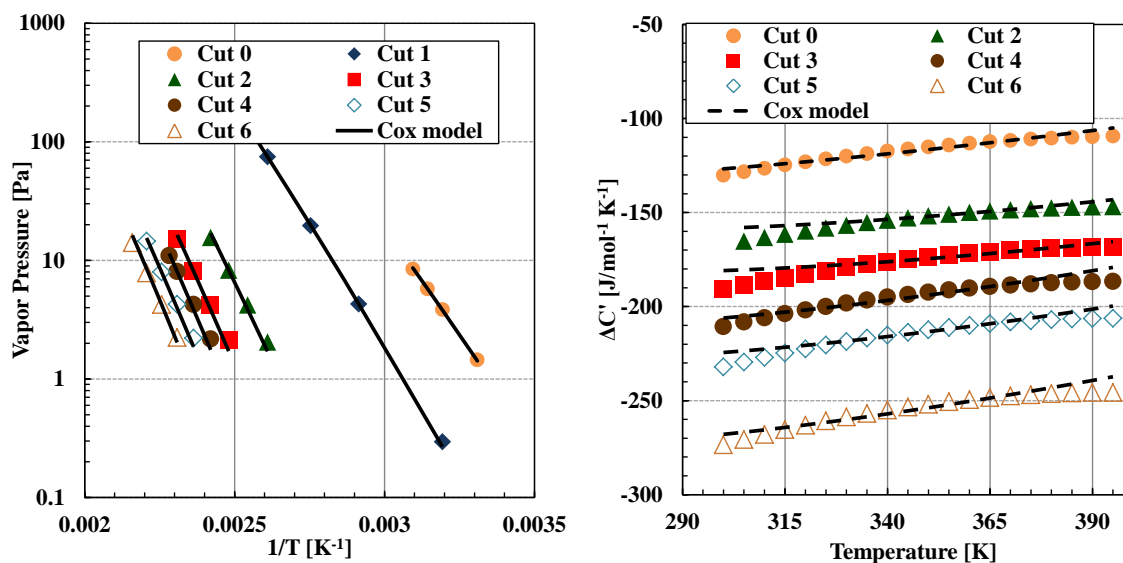 1000
100
10
1
0.1
Vapor Pressure [Pa]
Cut 0 Cut 1
Cut 2 Cut 3
Cut 4 Cut 5
Cut 6 Cox model
0.002 0.0025 0.003 0.0035
1/T [K-1]
-50
-100
-150
-200
-250
-300
ΔC' [J/mol-1 K-1]
Cut 0 Cut 2
Cut 3 Cut 4
Cut 5 Cut 6
Cox model
290 315 340 365 390
Temperature [K]